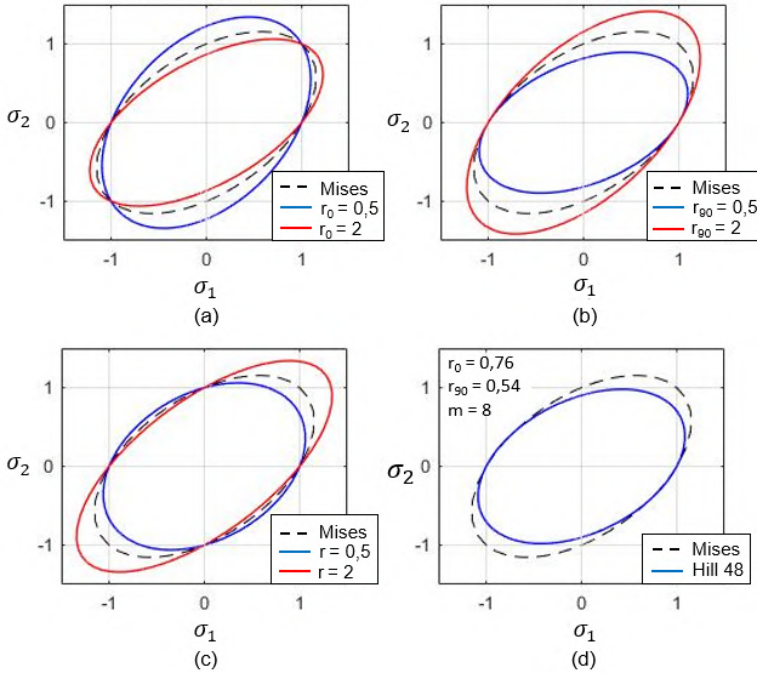 1
σ₂ 0
-1
Mises
r₀ = 0,5
r₀ = 2
-1 0 1
σ₁
(a)
1
σ₂ 0
-1
Mises
r₉₀ = 0,5
r₉₀ = 2
-1 0 1
σ₁
(b)
1
σ₂ 0
-1
Mises
r = 0,5
r = 2
-1 0 1
σ₁
(c)
r₀ = 0,76
r₉₀ = 0,54
m = 8
1
σ₂ 0
-1
Mises
Hill 48
-1 0 1
σ₁
(d)